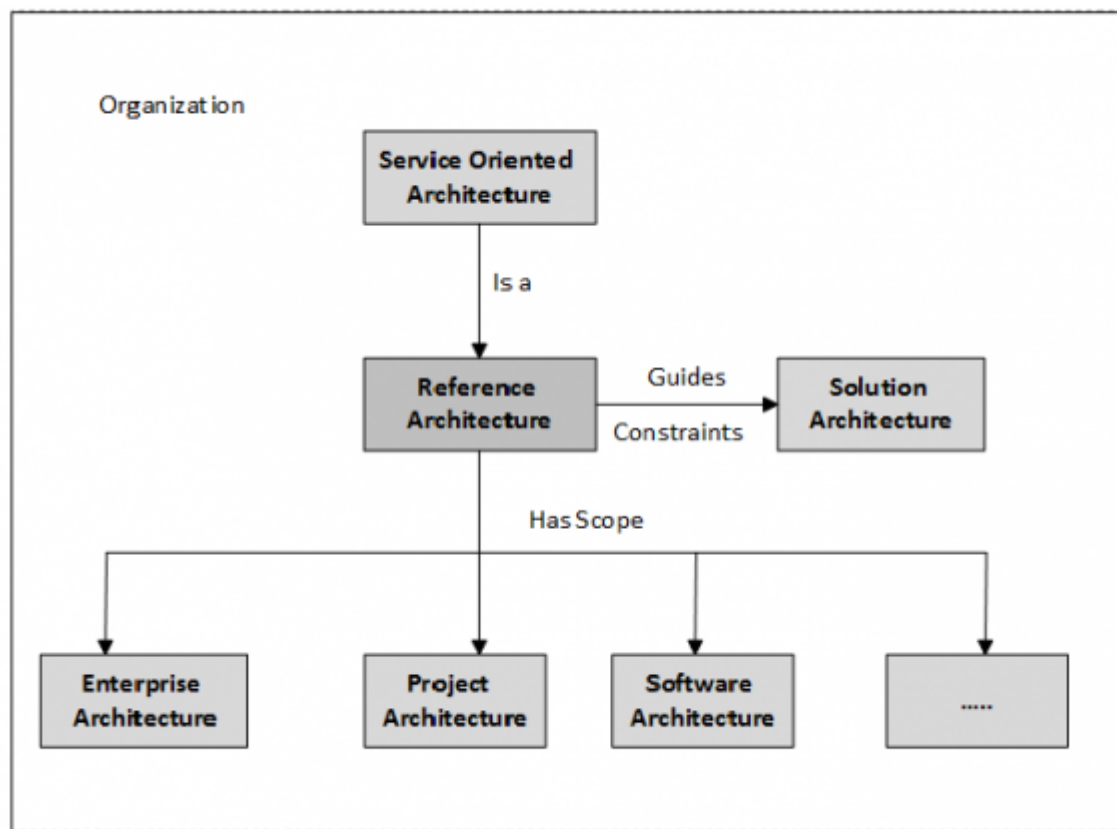 Organization
Service Oriented
Architecture
Is a
Reference
Architecture
Guides
Constraints
Solution
Architecture
Has Scope
Enterprise
Architecture
Project
Architecture
Software
Architecture
.....